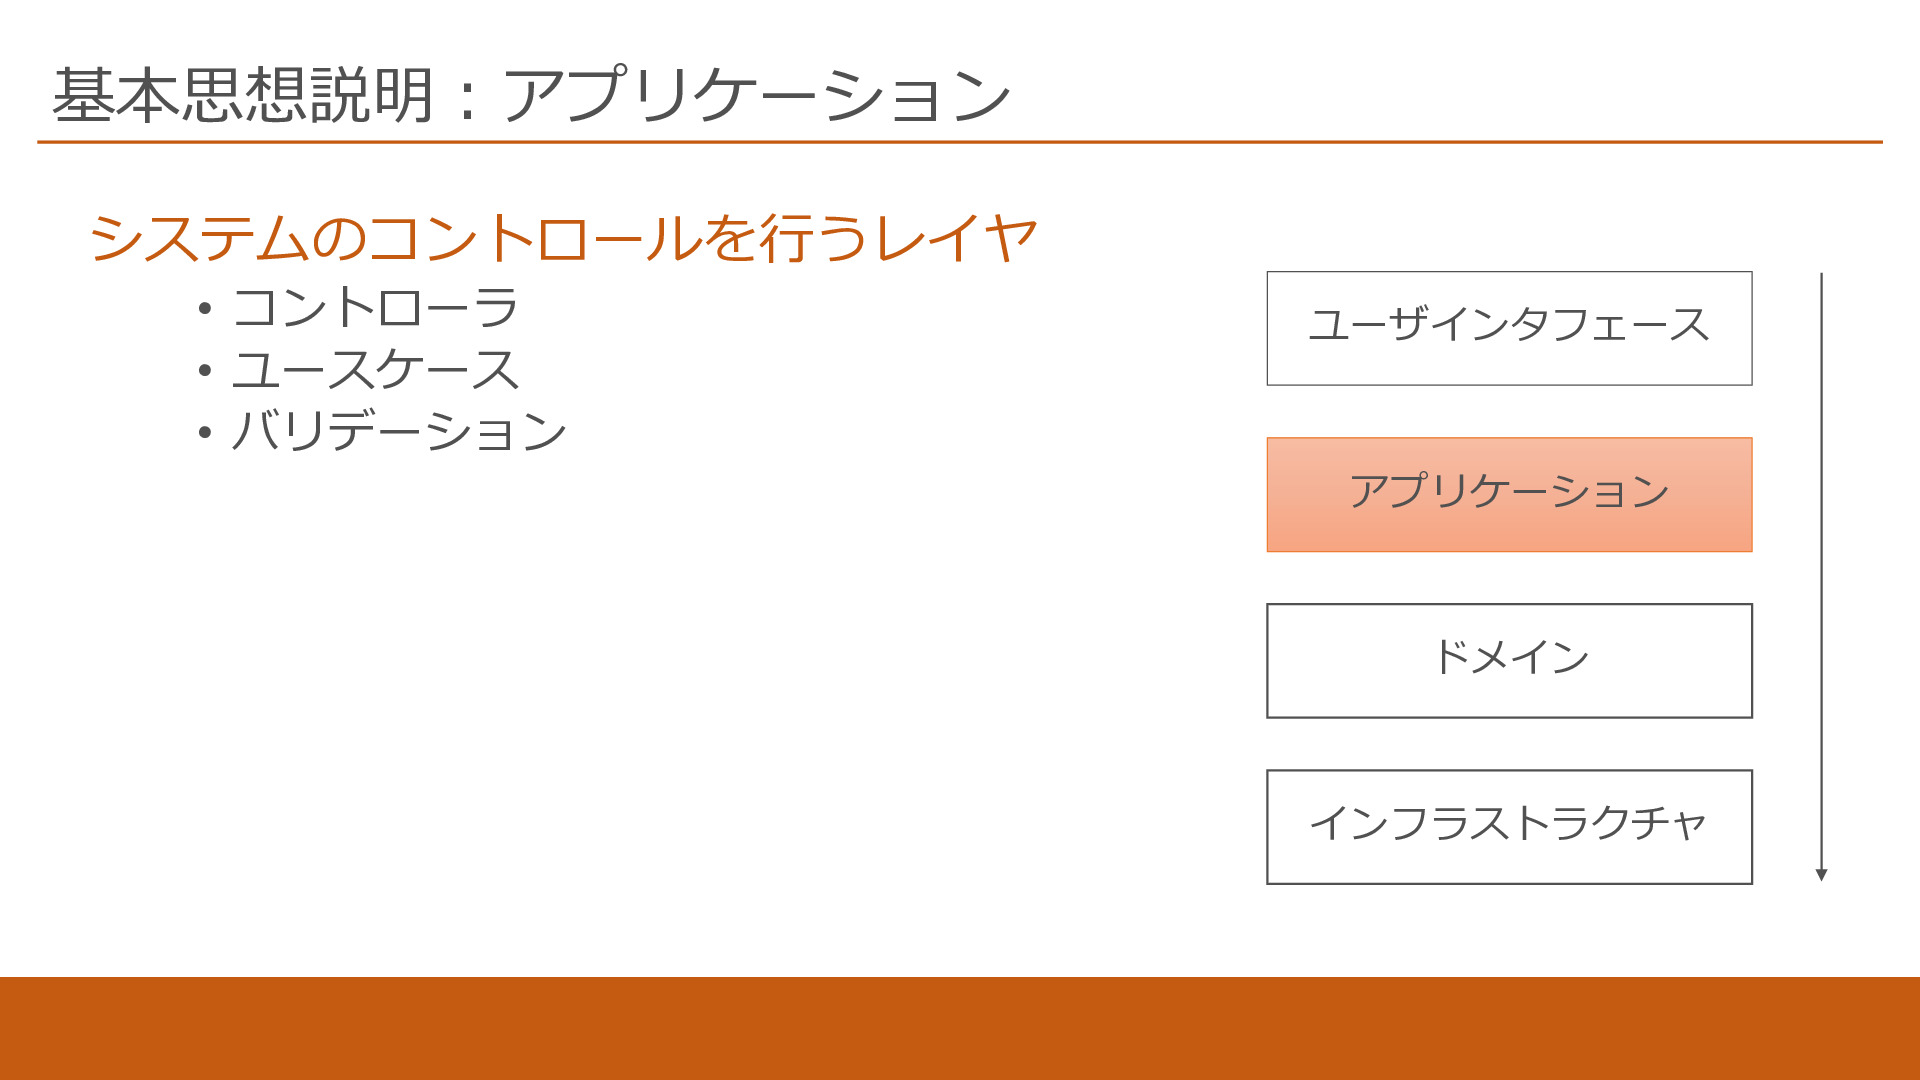 基本思想説明：アプリケーション
システムのコントロールを行うレイヤ
• コントローラ
• ユースケース
• バリデーション
ユーザインタフェース
アプリケーション
ドメイン
インフラストラクチャ